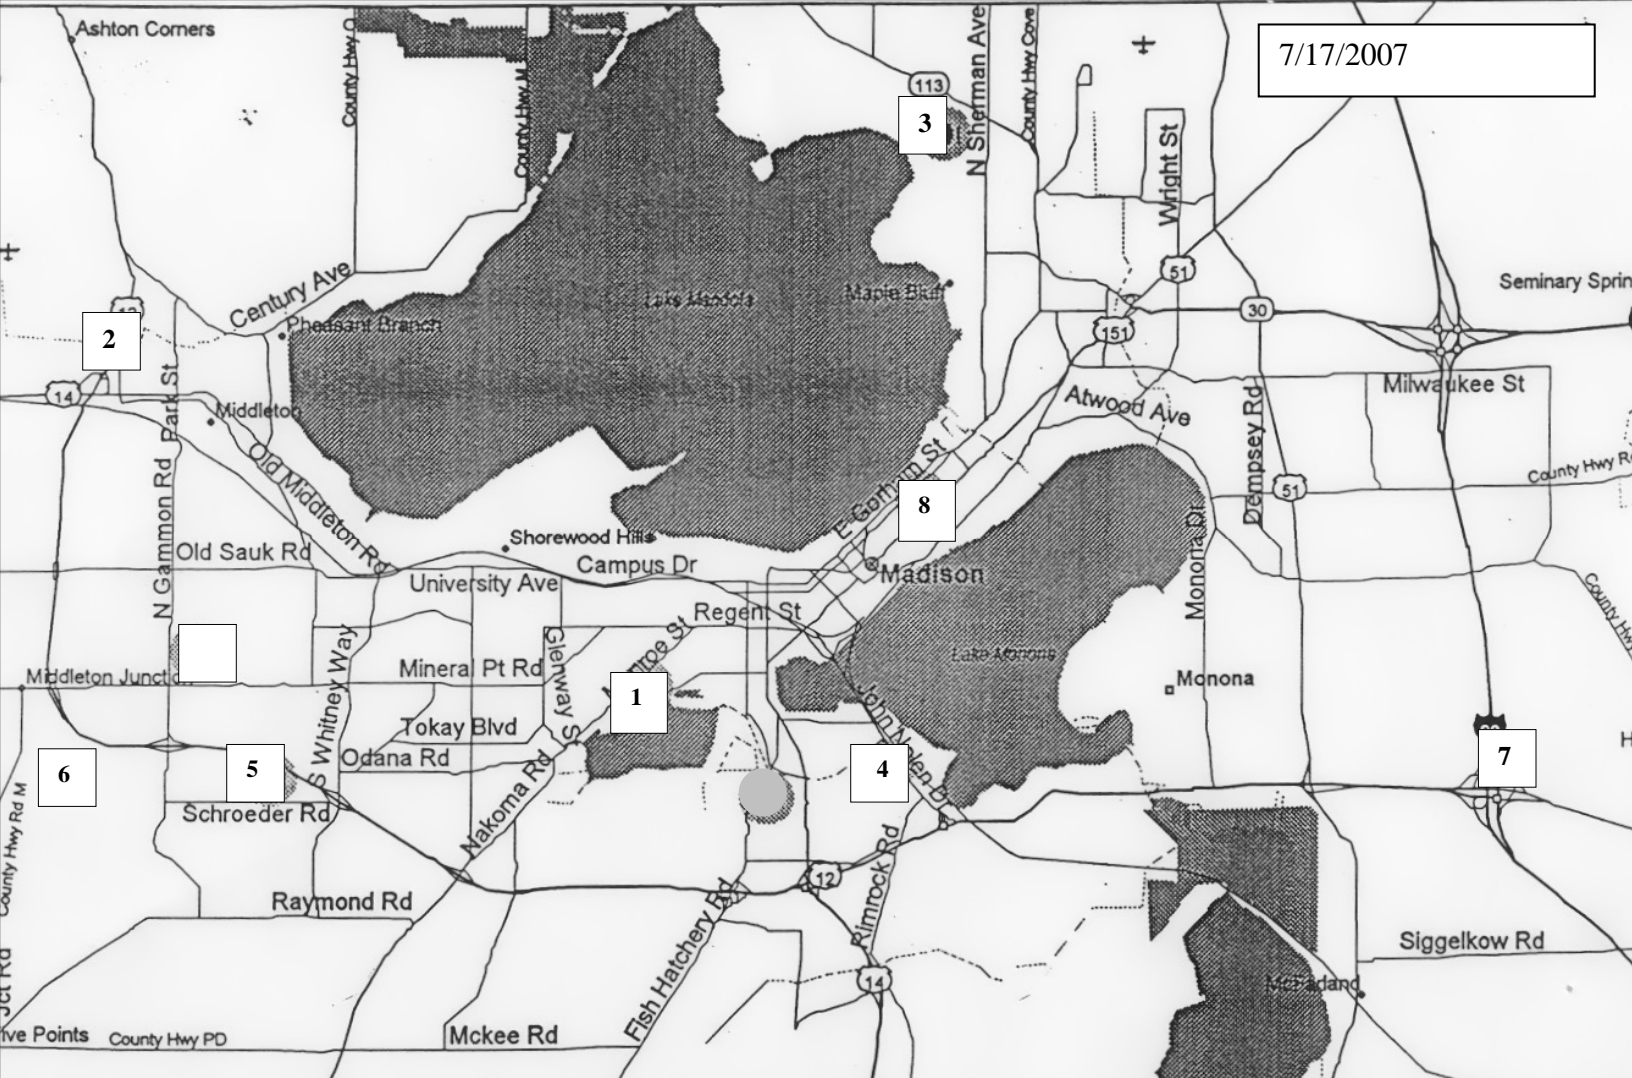 Ashton Corners
County Hwy Q
County Hwy M
N Sherman Ave
County Hwy Cove
7/17/2007
113
3
Wright St
51
Seminary Sprin
Century Ave
Lake Mendota
Maple Bluff
30
Pheasant Branch
151
2
14
Park St
Milwaukee St
Middleton
Atwood Ave
Dempsey Rd
Old Middleton Rd
E Gorham St
County Hwy
51
8
N Gammon Rd
Shorewood Hills
Monona Dr
Old Sauk Rd
Campus Dr
Madison
University Ave
County Hwy
Regent St
S Whitney Way
Glenway St
Lake Monona
Mineral Pt Rd
Middleton Junction
Monona
1
John Nolen Dr
Tokay Blvd
Odana Rd
6
5
4
7
Nakoma Rd
Schroeder Rd
County Hwy Rd M
12
Rimrock Rd
Raymond Rd
Fish Hatchery Rd
Siggelkow Rd
Jct Rd
14
McFarland
ive Points
County Hwy PD
Mckee Rd